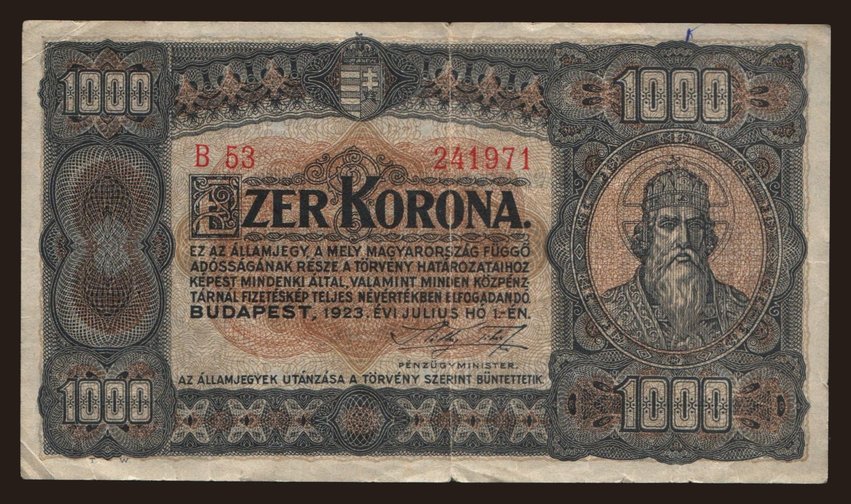 1000
1000
B 53 241971
EZER KORONA.
EZ AZ ÁLLAMJEGY, A MELY MAGYARORSZÁG FÜGGŐ
ADÓSSÁGÁNAK RÉSZE A TÖRVÉNY HATÁROZATAIHOZ
KÉPEST MINDENKI ÁLTAL, VALAMINT MINDEN KÖZPÉNZ-
TÁRNÁL FIZETÉSKÉP TELJES NÉVÉRTÉKBEN ELFOGADANDÓ.
BUDAPEST, 1923. ÉVI JULIUS HÓ 1.-ÉN.
PÉNZÜGYMINISTER.
AZ ÁLLAMJEGYEK UTÁNZÁSA A TÖRVÉNY SZERINT BÜNTETTETIK.
1000
1000